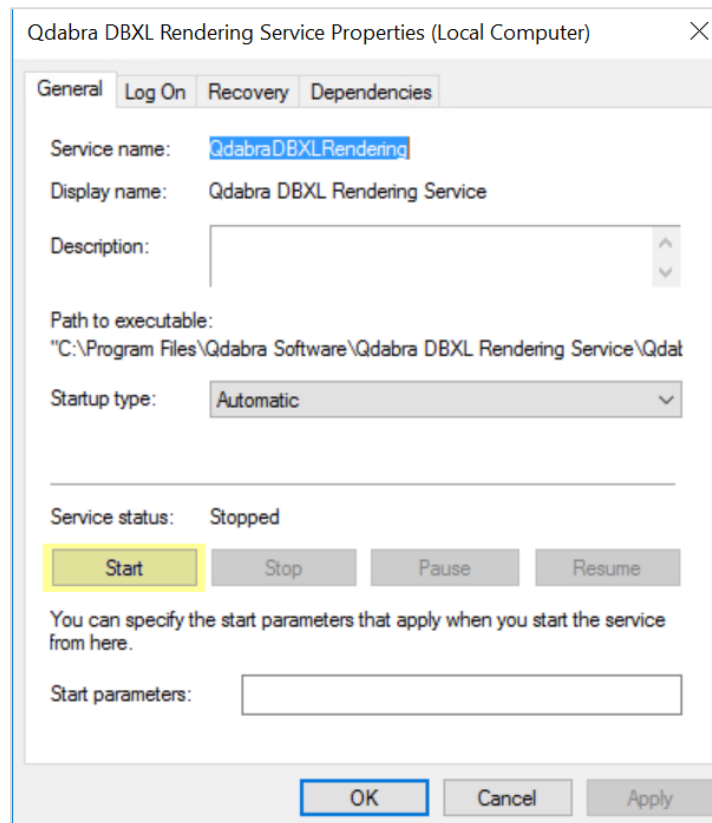 Qdabra DBXL Rendering Service Properties (Local Computer)
General Log On Recovery Dependencies
Service name: QdabraDBXLRendering
Display name: Qdabra DBXL Rendering Service
Description:
Path to executable:
"C:\Program Files\Qdabra Software\Qdabra DBXL Rendering Service\Qdab
Startup type: Automatic
Service status: Stopped
Start Stop Pause Resume
You can specify the start parameters that apply when you start the service
from here.
Start parameters:
OK Cancel Apply